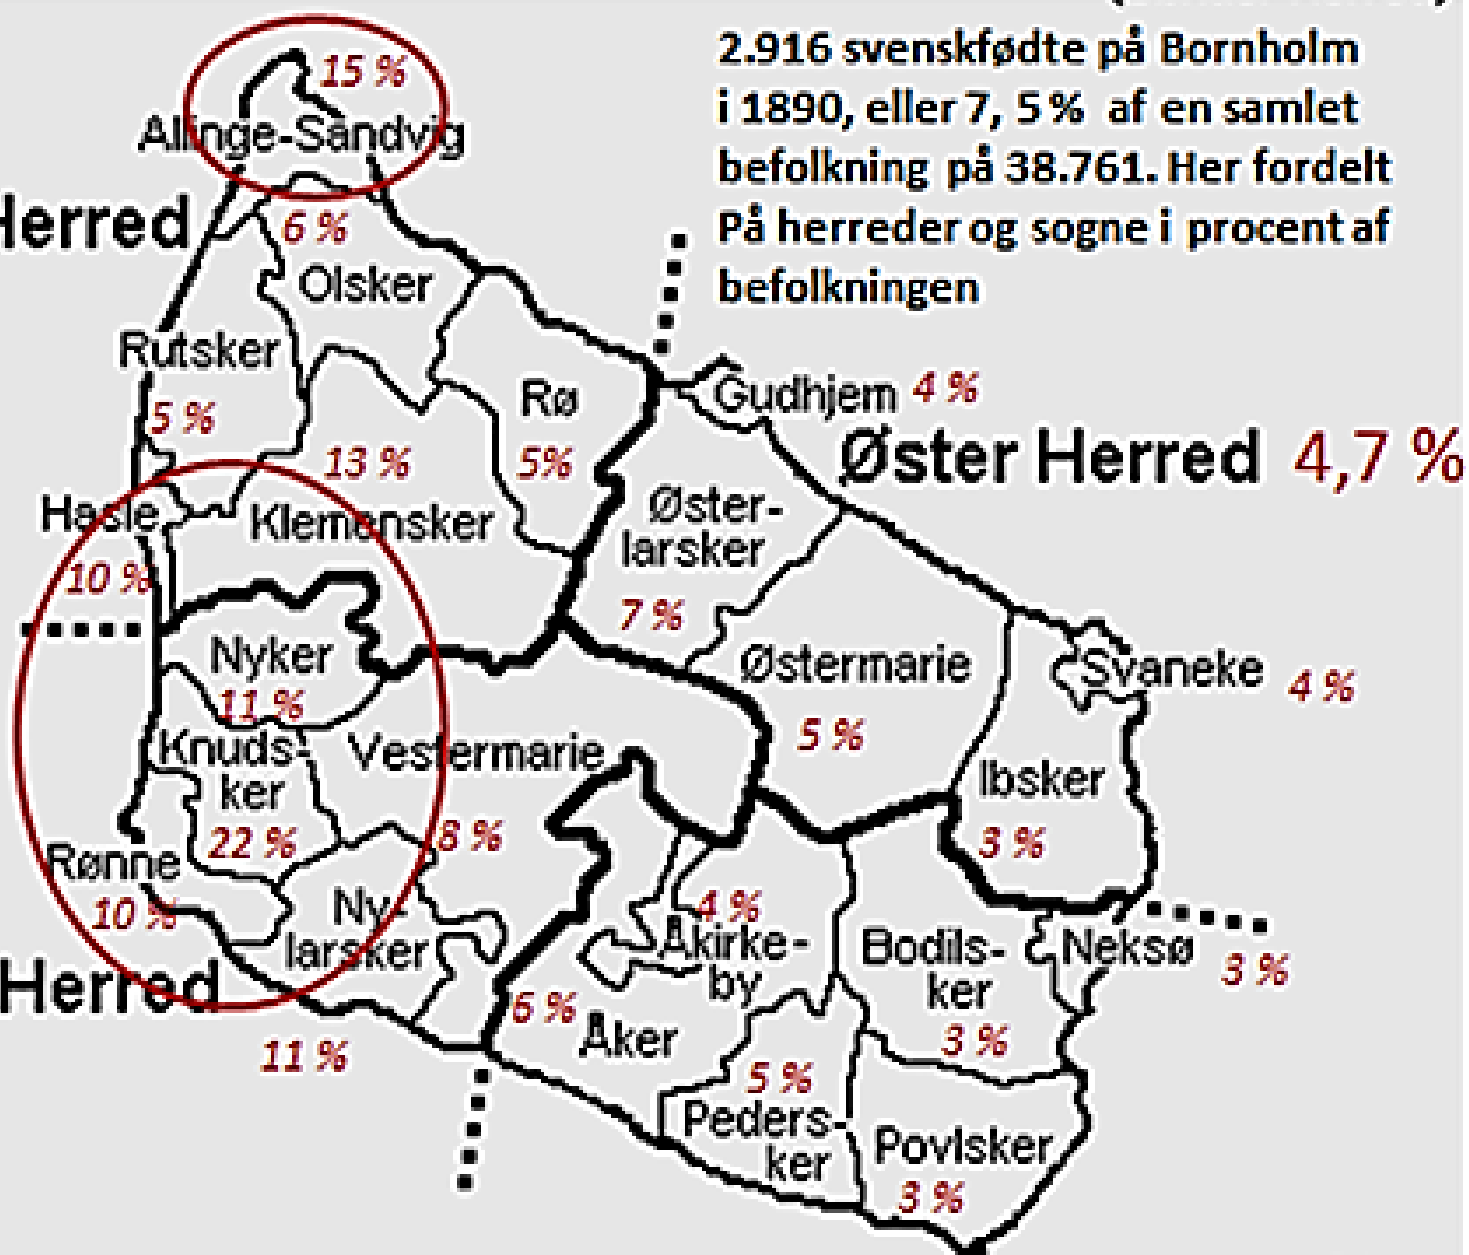 2.916 svenskfødte på Bornholm
i 1890, eller 7, 5 % af en samlet
befolkning på 38.761. Her fordelt
På herreder og sogne i procent af
befolkningen
15 %
Allinge-Sandvig
Herred
6 %
Olsker
Rutsker
5 %
Rø
5%
Gudhjem 4 %
Øster Herred 4,7 %
13 %
Klemensker
Hasle
10 %
Øster-
larsker
7 %
Nyker
11 %
Østermarie
5 %
Svaneke 4 %
Knuds-
ker
22 %
Vestermarie
8 %
Ibsker
3 %
Rønne
10 %
Ny-
larsker
11 %
Herred
4 %
Åkirke-
by
Bodils-
ker
3 %
Neksø
3 %
6 %
Åker
5 %
Peders-
ker
Povlsker
3 %